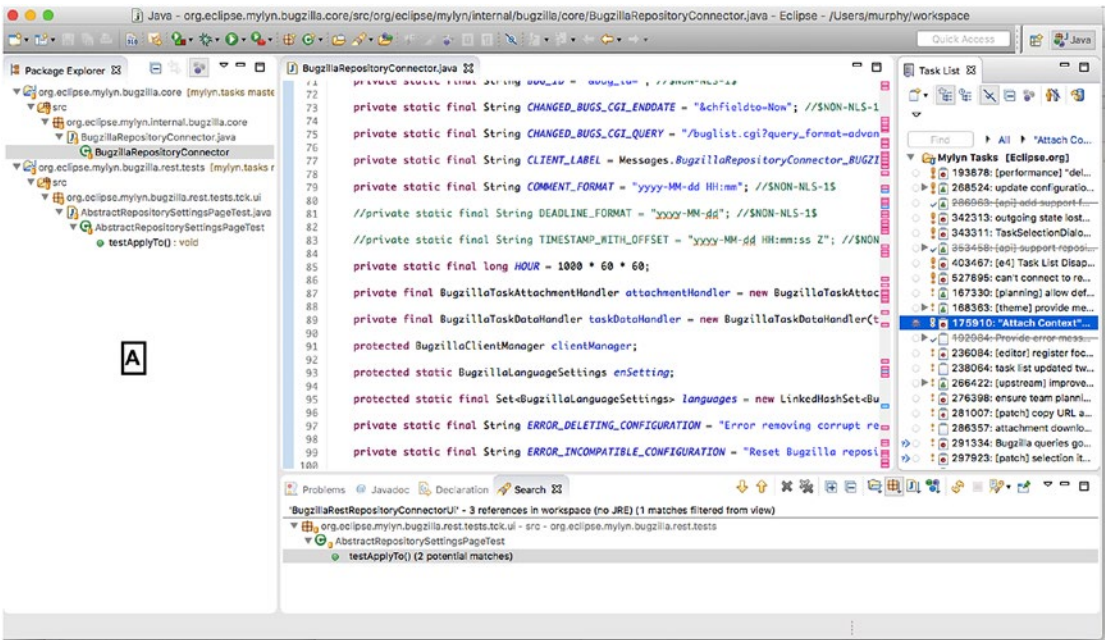 Java - org.eclipse.mylyn.bugzilla.core/src/org/eclipse/mylyn/internal/bugzilla/core/BugzillaRepositoryConnector.java - Eclipse - /Users/murphy/workspace
Quick Access
Java
Package Explorer
org.eclipse.mylyn.bugzilla.core [mylyn.tasks maste
src
org.eclipse.mylyn.internal.bugzilla.core
BugzillaRepositoryConnector.java
BugzillaRepositoryConnector
org.eclipse.mylyn.bugzilla.rest.tests [mylyn.tasks r
src
org.eclipse.mylyn.bugzilla.rest.tests.tck.ui
AbstractRepositorySettingsPageTest.java
AbstractRepositorySettingsPageTest
testApplyTo() : void
A
BugzillaRepositoryConnector.java
72
73 private static final String CHANGED_BUGS_CGI_ENDDATE = "&chfieldto=Now"; //$NON-NLS-1
74
75 private static final String CHANGED_BUGS_CGI_QUERY = "/buglist.cgi?query_format=advan
76
77 private static final String CLIENT_LABEL = Messages.BugzillaRepositoryConnector_BUGZI
78
79 private static final String COMMENT_FORMAT = "yyyy-MM-dd HH:mm"; //$NON-NLS-1$
80
81 //private static final String DEADLINE_FORMAT = "yyyy-MM-dd"; //$NON-NLS-1$
82
83 //private static final String TIMESTAMP_WITH_OFFSET = "yyyy-MM-dd HH:mm:ss Z"; //$NON
84
85 private static final long HOUR = 1000 * 60 * 60;
86
87 private final BugzillaTaskAttachmentHandler attachmentHandler = new BugzillaTaskAttac
88
89 private final BugzillaTaskDataHandler taskDataHandler = new BugzillaTaskDataHandler(t
90
91 protected BugzillaClientManager clientManager;
92
93 protected static BugzillaLanguageSettings enSetting;
94
95 protected static final Set<BugzillaLanguageSettings> languages = new LinkedHashSet<Bu
96
97 private static final String ERROR_DELETING_CONFIGURATION = "Error removing corrupt re
98
99 private static final String ERROR_INCOMPATIBLE_CONFIGURATION = "Reset Bugzilla reposi
100
Task List
Find All "Attach Co...
Mylyn Tasks [Eclipse.org]
193878: [performance] "del...
268524: update configuratio...
286963: [api] add support f...
342313: outgoing state lost...
343311: TaskSelectionDialo...
353458: [api] support reposi...
403467: [e4] Task List Disap...
527895: can't connect to re...
167330: [planning] allow def...
168363: [theme] provide me...
175910: "Attach Context"...
192984: Provide error mess...
236084: [editor] register foc...
238064: task list updated tw...
266422: [upstream] improve...
276398: ensure team planni...
281007: [patch] copy URL a...
286357: attachment downlo...
291334: Bugzilla queries go...
297923: [patch] selection it...
Problems Javadoc Declaration Search
'BugzillaRestRepositoryConnectorUi' - 3 references in workspace (no JRE) (1 matches filtered from view)
org.eclipse.mylyn.bugzilla.rest.tests.tck.ui - src - org.eclipse.mylyn.bugzilla.rest.tests
AbstractRepositorySettingsPageTest
testApplyTo() (2 potential matches)